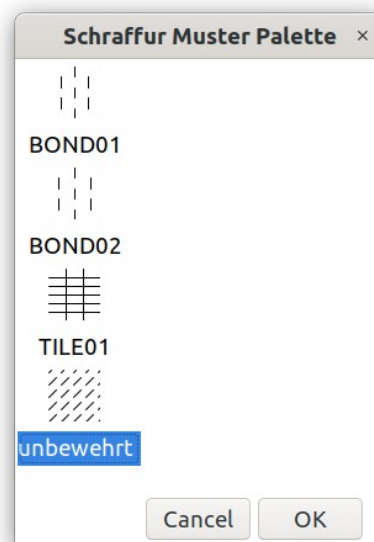 Schraffur Muster Palette ×
BOND01
BOND02
TILE01
unbewehrt
Cancel OK